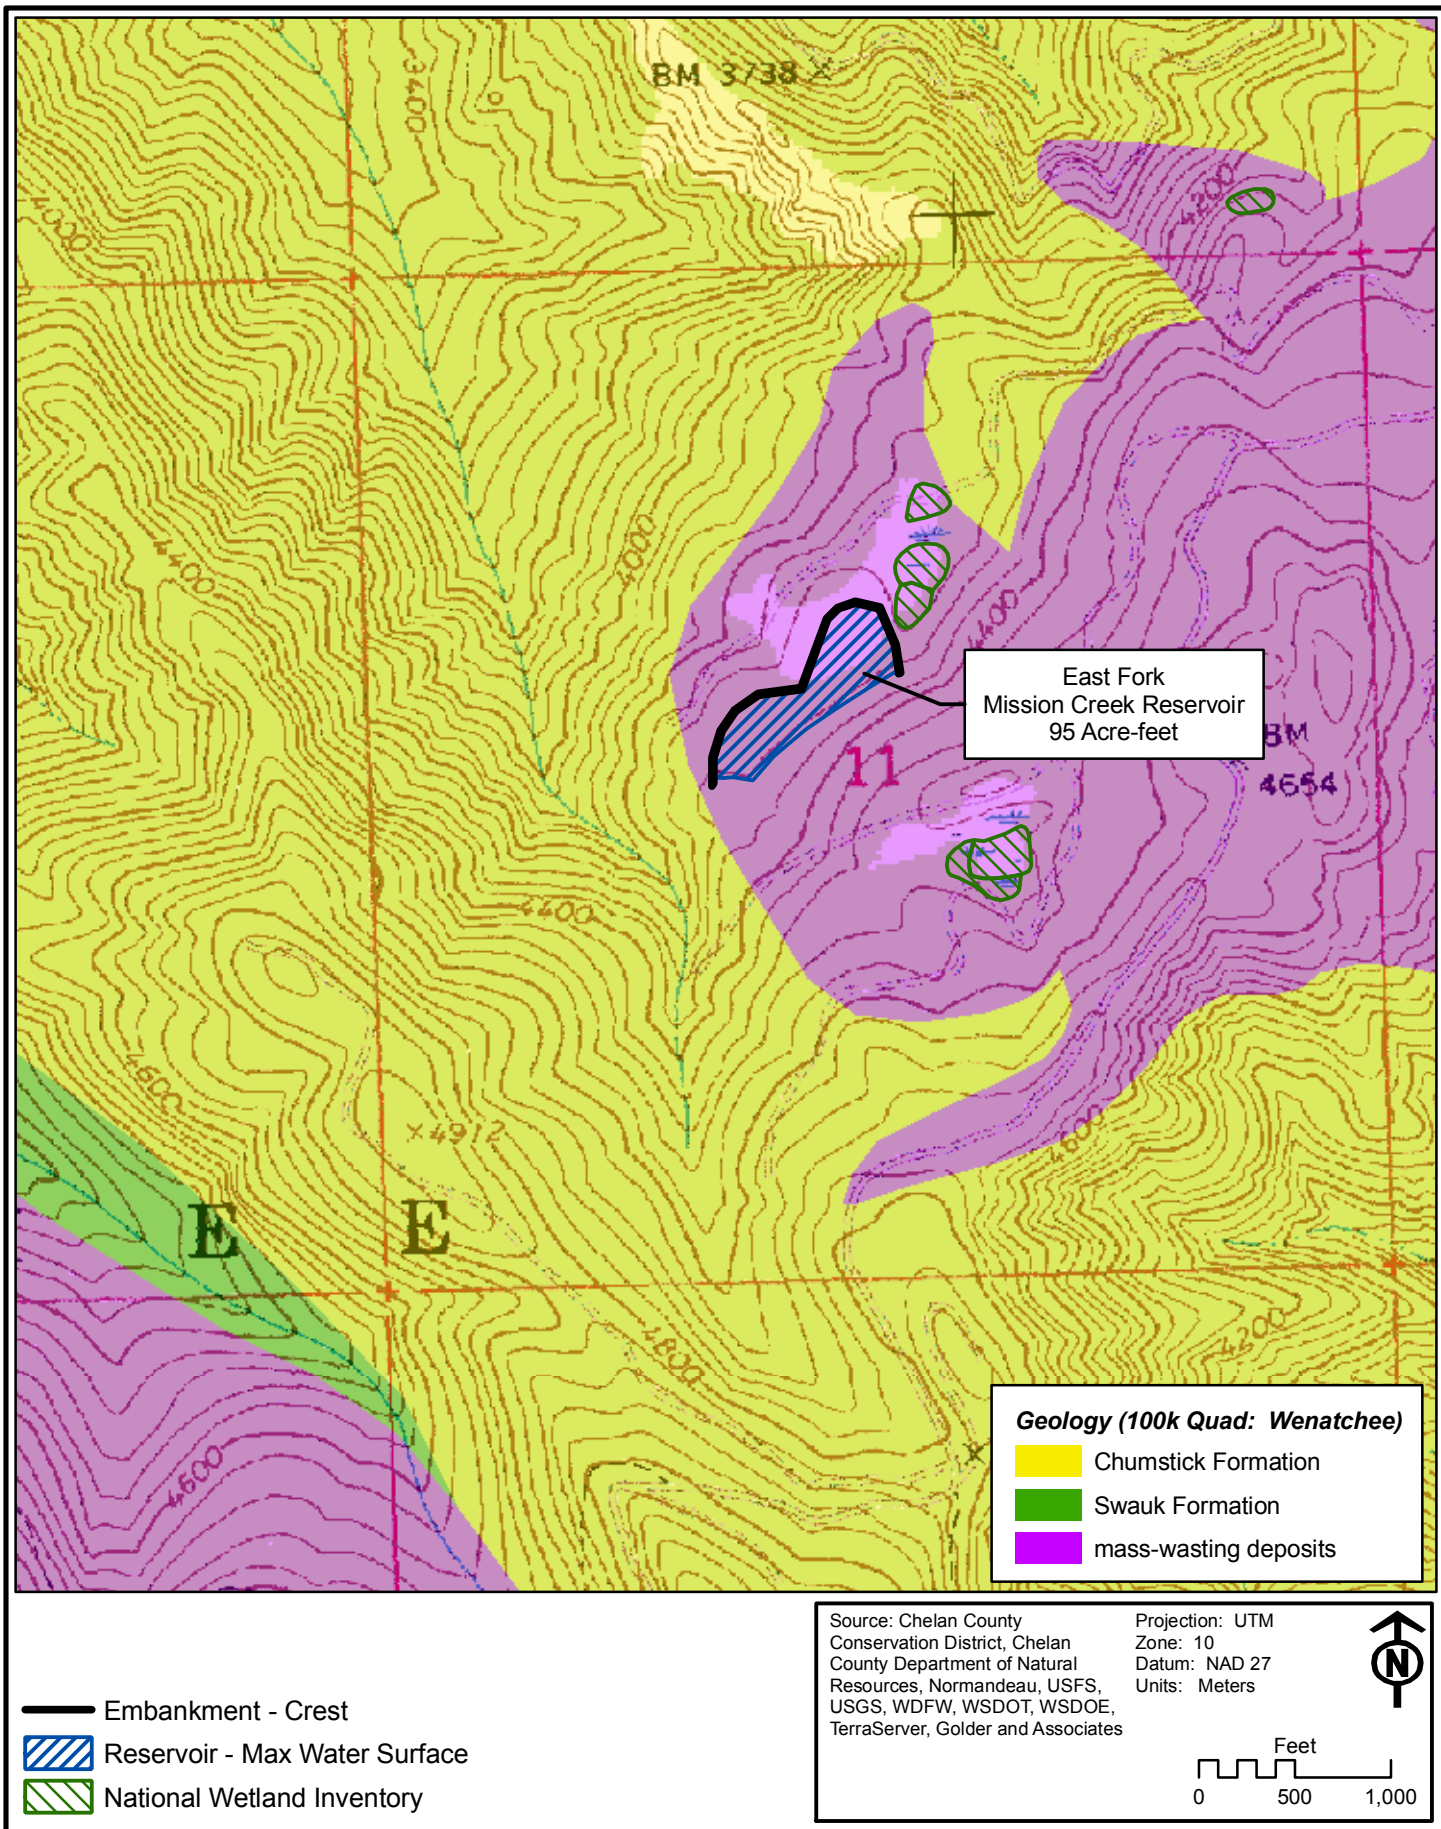 BM 3738
3400
4000
4200
4000
4400
4400
East Fork
Mission Creek Reservoir
95 Acre-feet
11
BM
4654
4400
4600
×4912
E
E
4800
4200
4600
Geology (100k Quad: Wenatchee)
Chumstick Formation
Swauk Formation
mass-wasting deposits
Embankment - Crest
Reservoir - Max Water Surface
National Wetland Inventory
Source: Chelan County
Conservation District, Chelan
County Department of Natural
Resources, Normandeau, USFS,
USGS, WDFW, WSDOT, WSDOE,
TerraServer, Golder and Associates
Projection: UTM
Zone: 10
Datum: NAD 27
Units: Meters
N
Feet
0 500 1,000